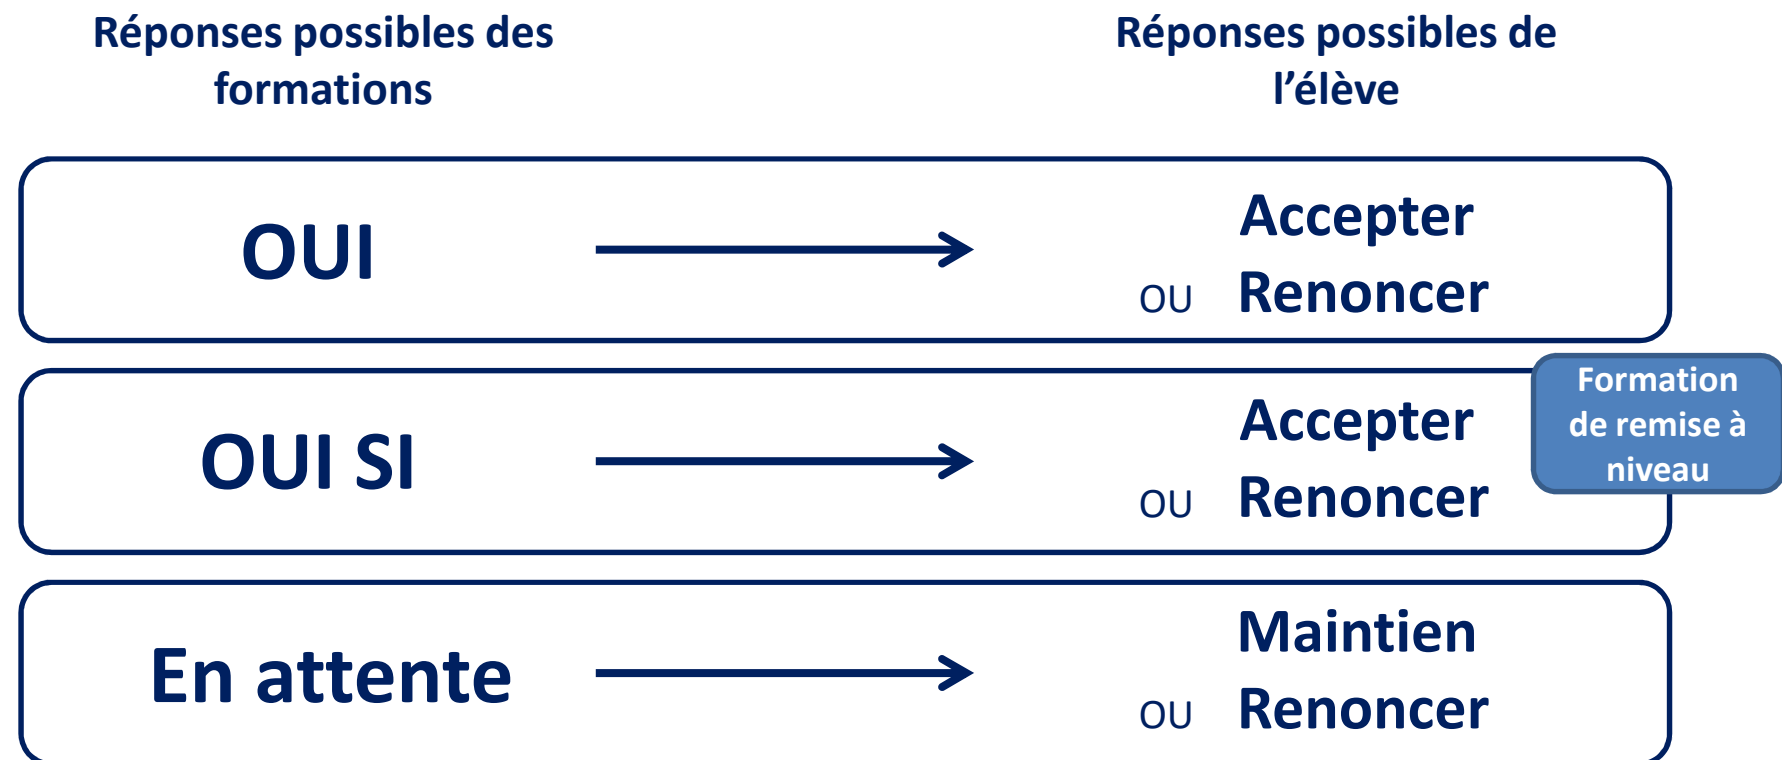 Réponses possibles des
formations
Réponses possibles de
l’élève
OUI
Accepter
OU Renoncer
OUI SI
Accepter
OU Renoncer
Formation
de remise à
niveau
En attente
Maintien
OU Renoncer